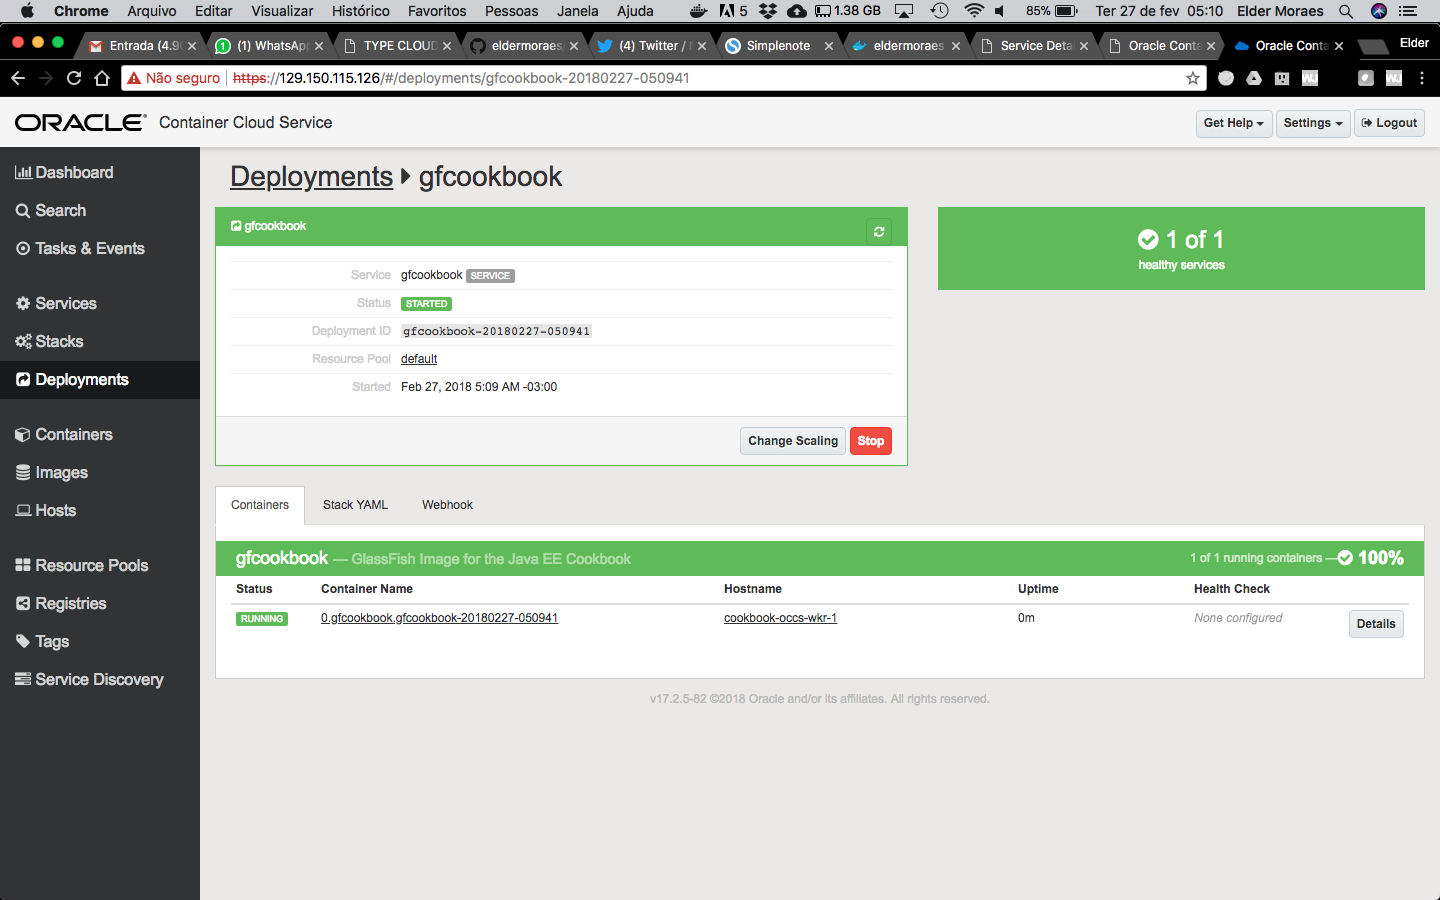 Chrome Arquivo Editar Visualizar Histórico Favoritos Pessoas Janela Ajuda 5 1.38 GB 85% Ter 27 de fev 05:10 Elder Moraes
Entrada (4.9 (1) WhatsApp TYPE CLOUD eldermoraes (4) Twitter / Simplenote eldermoraes Service Detai Oracle Conta Oracle Conta Elder
Não seguro https://129.150.115.126/#/deployments/gfcookbook-20180227-050941
ORACLE Container Cloud Service Get Help Settings Logout
Dashboard
Search
Tasks & Events
Services
Stacks
Deployments
Containers
Images
Hosts
Resource Pools
Registries
Tags
Service Discovery
Deployments gfcookbook
gfcookbook
Service gfcookbook SERVICE
Status STARTED
Deployment ID gfcookbook-20180227-050941
Resource Pool default
Started Feb 27, 2018 5:09 AM -03:00
Change Scaling Stop
1 of 1
healthy services
Containers Stack YAML Webhook
gfcookbook — GlassFish Image for the Java EE Cookbook 1 of 1 running containers — 100%
Status Container Name Hostname Uptime Health Check
RUNNING 0.gfcookbook.gfcookbook-20180227-050941 cookbook-occs-wkr-1 0m None configured Details
v17.2.5-82 ©2018 Oracle and/or its affiliates. All rights reserved.